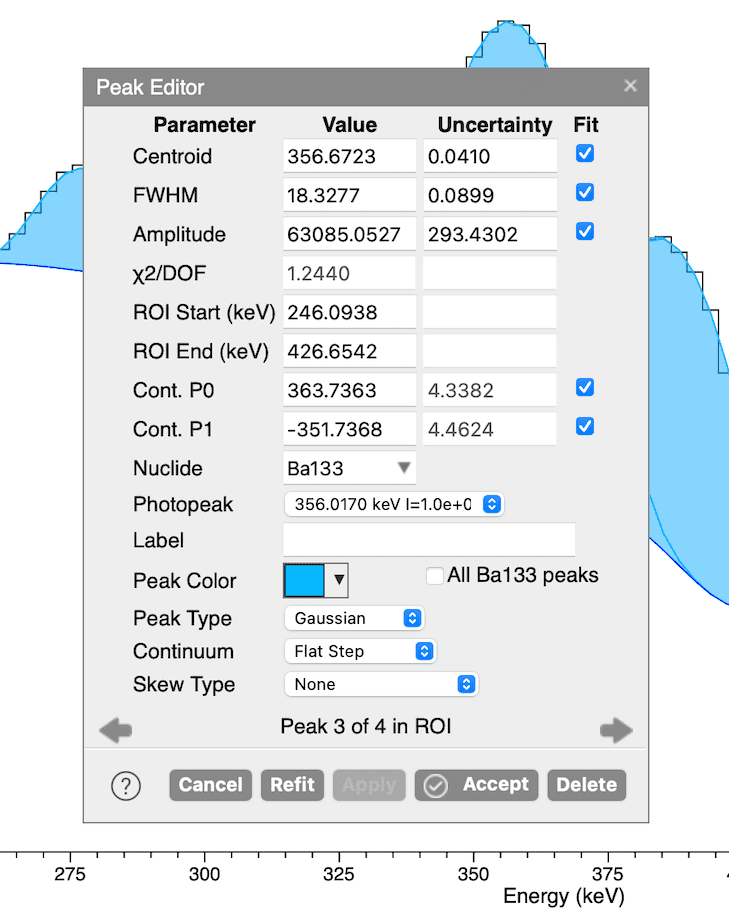 Peak Editor ×
Parameter Value Uncertainty Fit
Centroid 356.6723 0.0410
FWHM 18.3277 0.0899
Amplitude 63085.0527 293.4302
χ2/DOF 1.2440
ROI Start (keV) 246.0938
ROI End (keV) 426.6542
Cont. P0 363.7363 4.3382
Cont. P1 -351.7368 4.4624
Nuclide Ba133
Photopeak 356.0170 keV I=1.0e+0
Label
Peak Color All Ba133 peaks
Peak Type Gaussian
Continuum Flat Step
Skew Type None
Peak 3 of 4 in ROI
? Cancel Refit Apply Accept Delete
275 300 325 350 375
Energy (keV)